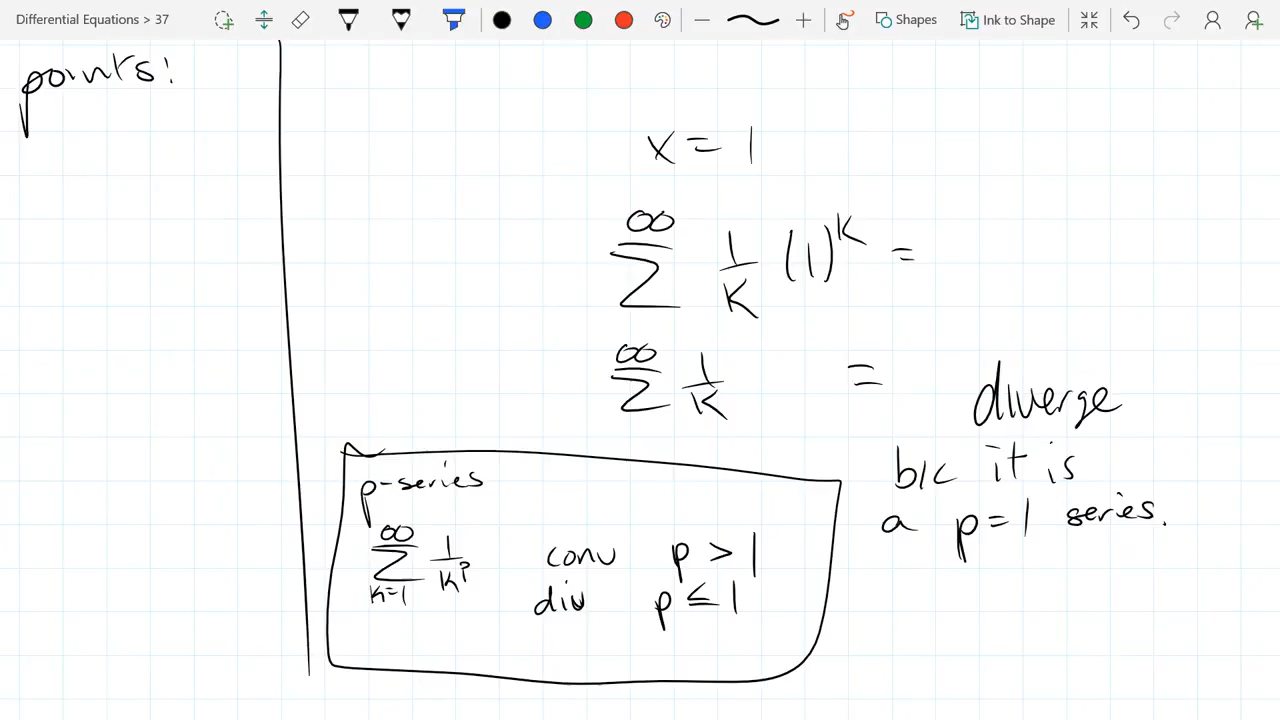 Differential Equations > 37
Shapes
Ink to Shape
points:
x = 1
∞
∑ 1/K (1)^K =
∞
∑ 1/K =
diverge
b/c it is
a p=1 series.
p-series
∞
∑ 1/K^p conv p > 1
K=1 div p ≤ 1